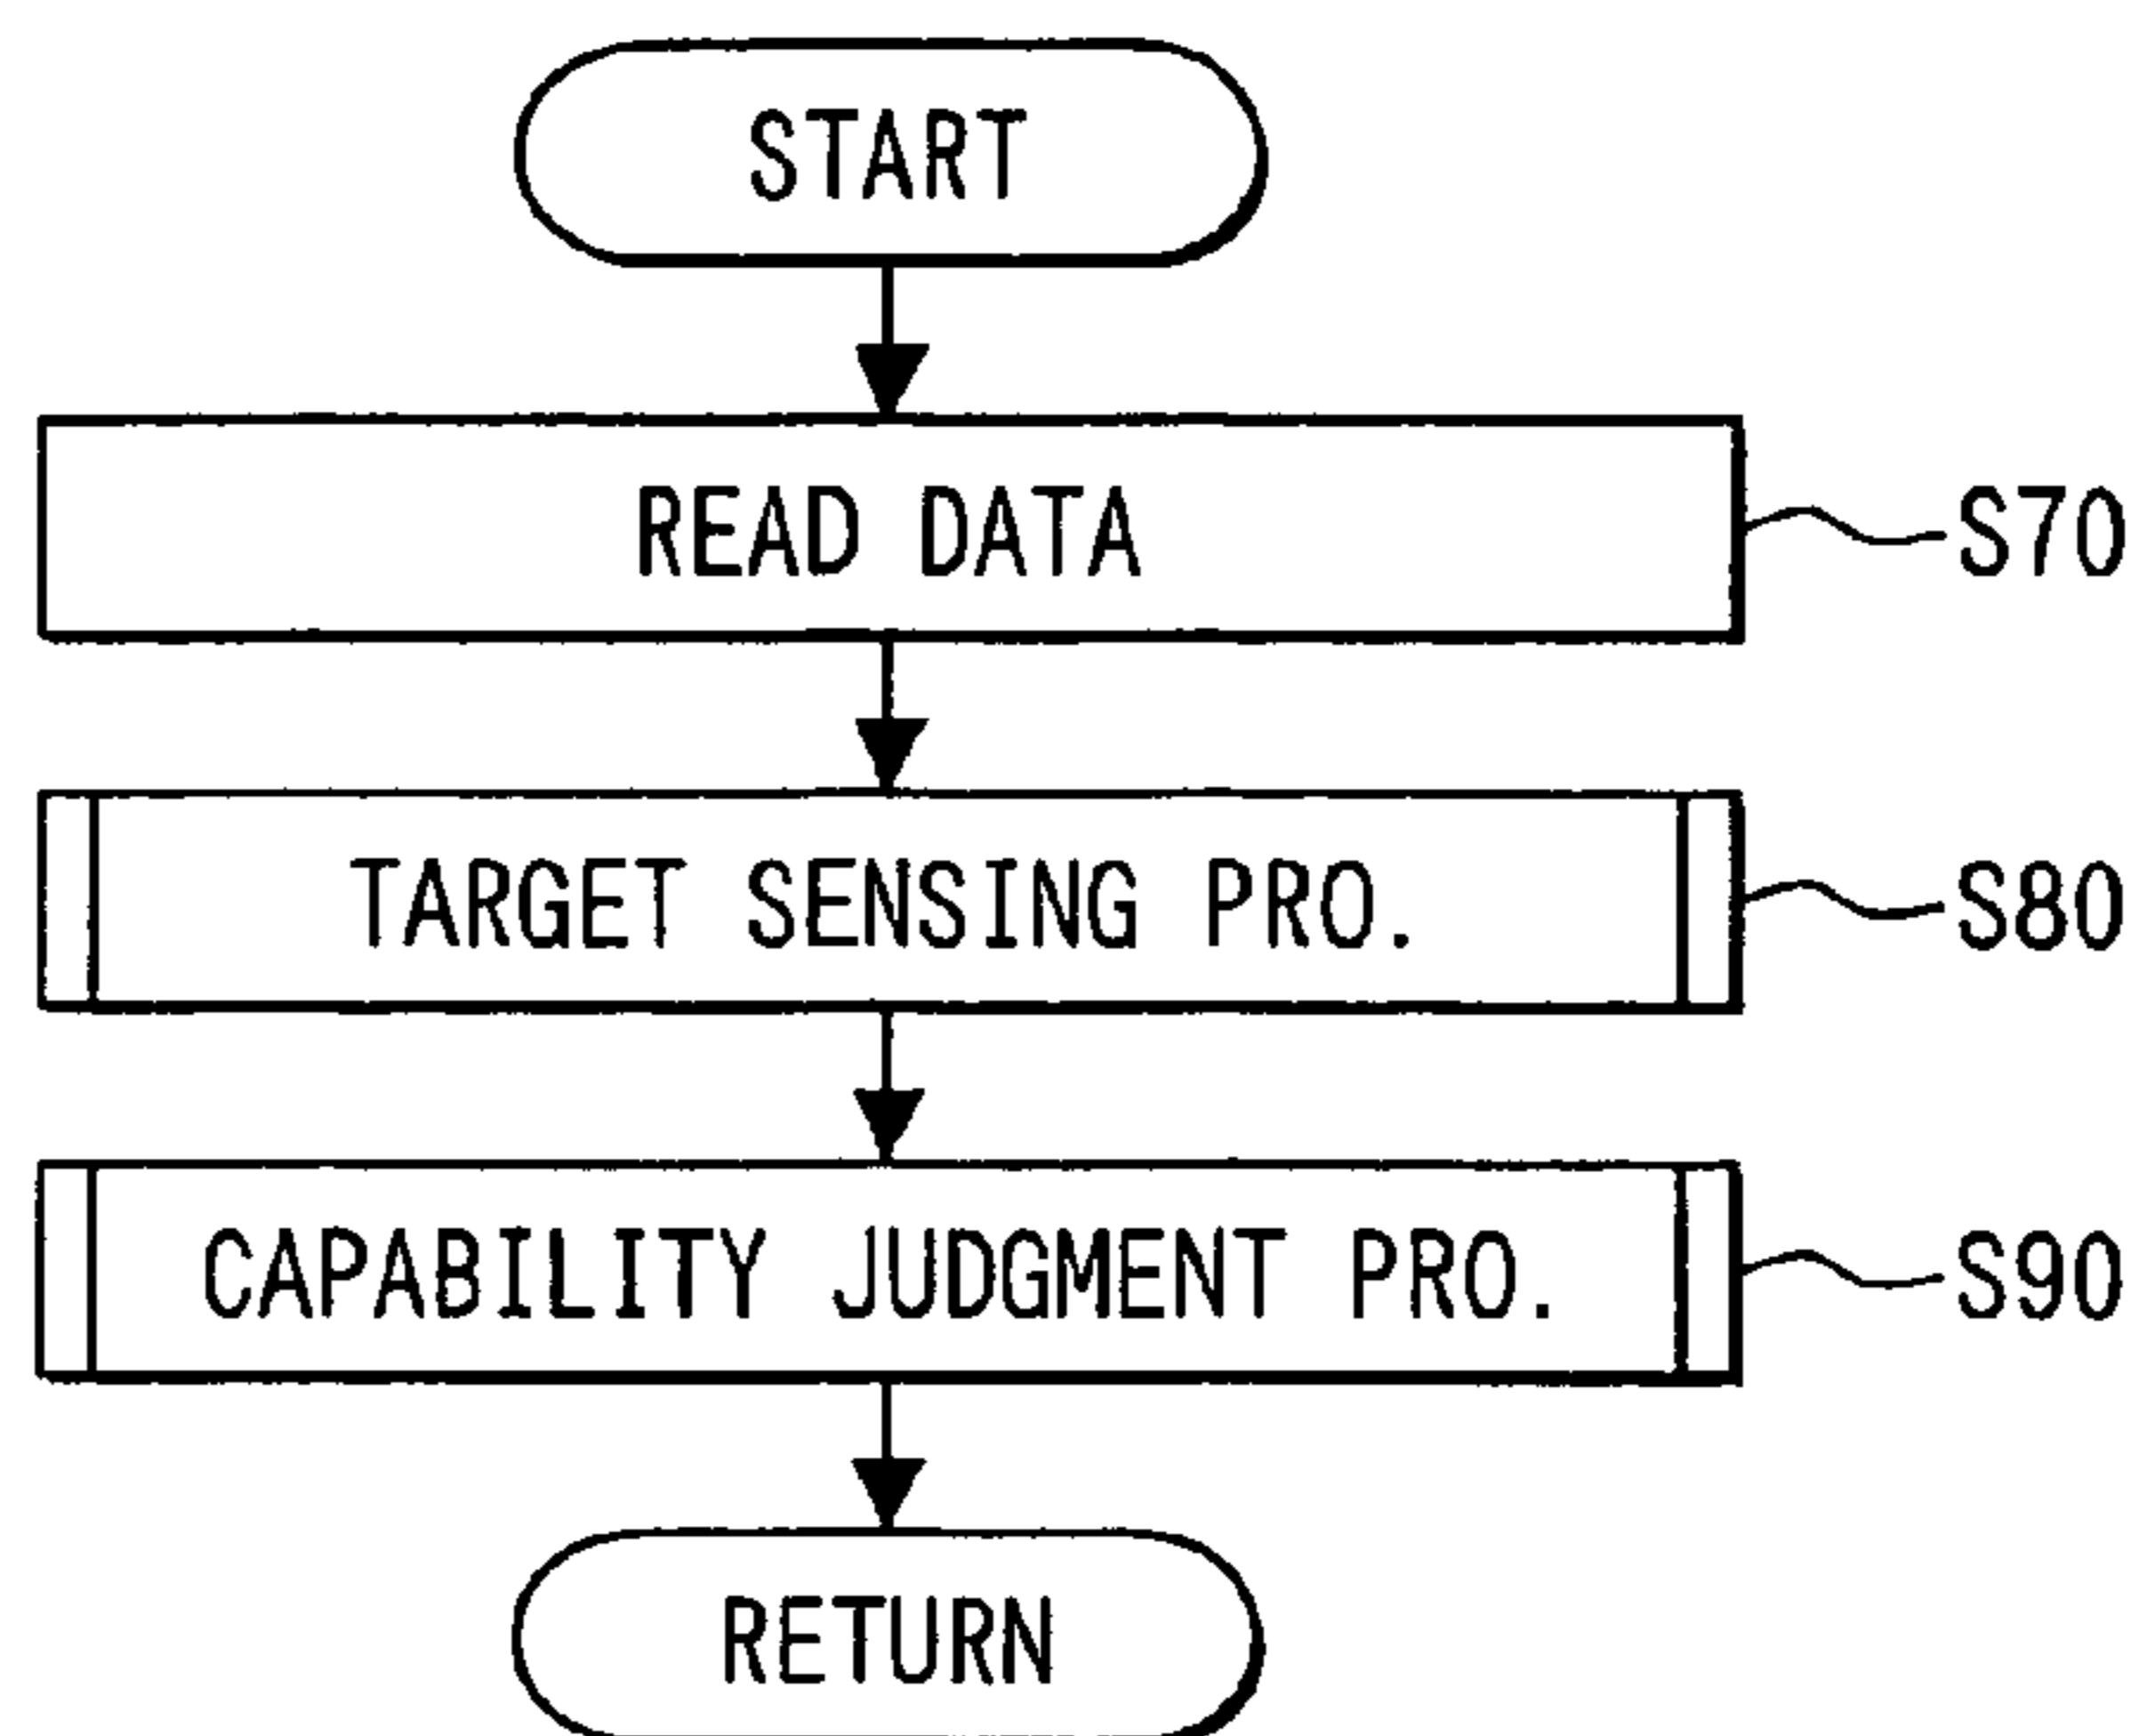 START
READ DATA S70
TARGET SENSING PRO. S80
CAPABILITY JUDGMENT PRO. S90
RETURN